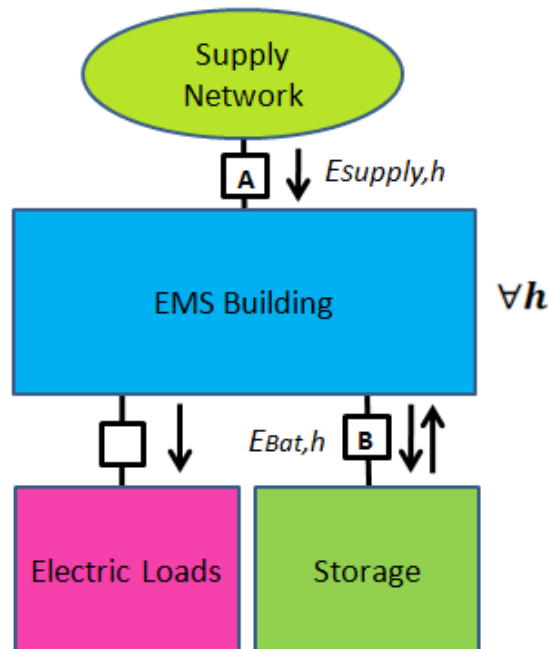 Supply
Network
A
Esupply,h
EMS Building
∀h
EBat,h
B
Electric Loads
Storage